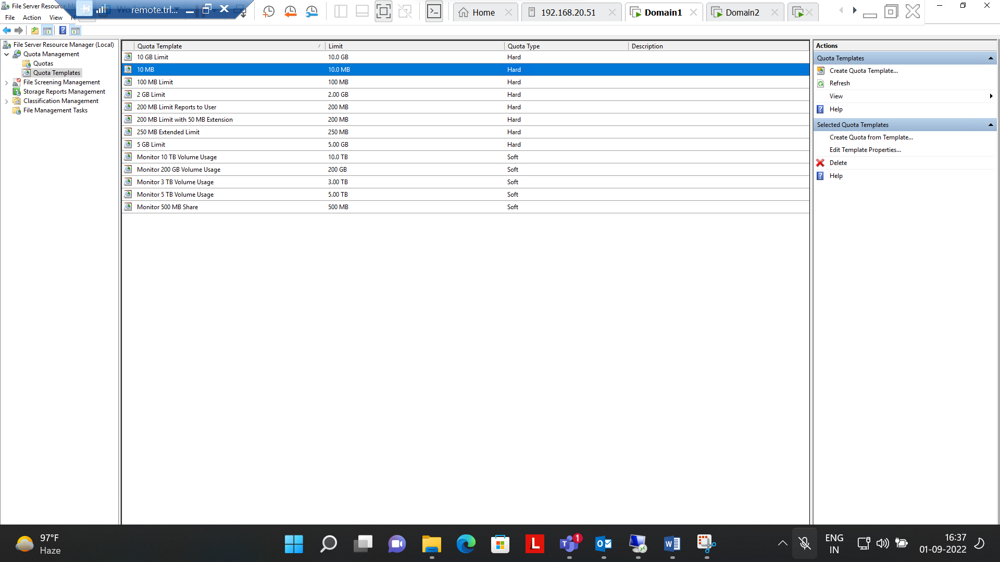 File Server Resource M
remote.trl...
Home
192.168.20.51
Domain1
Domain2
File Action View
File Server Resource Manager (Local)
Quota Management
Quotas
Quota Templates
File Screening Management
Storage Reports Management
Classification Management
File Management Tasks
Quota Template Limit Quota Type Description
10 GB Limit 10.0 GB Hard
10 MB 10.0 MB Hard
100 MB Limit 100 MB Hard
2 GB Limit 2.00 GB Hard
200 MB Limit Reports to User 200 MB Hard
200 MB Limit with 50 MB Extension 200 MB Hard
250 MB Extended Limit 250 MB Hard
5 GB Limit 5.00 GB Hard
Monitor 10 TB Volume Usage 10.0 TB Soft
Monitor 200 GB Volume Usage 200 GB Soft
Monitor 3 TB Volume Usage 3.00 TB Soft
Monitor 5 TB Volume Usage 5.00 TB Soft
Monitor 500 MB Share 500 MB Soft
Actions
Quota Templates
Create Quota Template...
Refresh
View
Help
Selected Quota Templates
Create Quota from Template...
Edit Template Properties...
Delete
Help
97°F
Haze
L
1
ENG
IN
16:37
01-09-2022